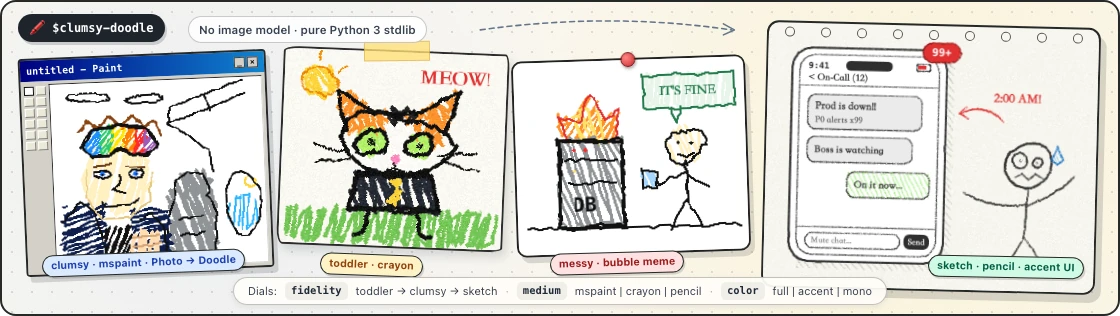 $clumsy-doodle
No image model · pure Python 3 stdlib
untitled - Paint
_ ×
clumsy · mspaint · Photo → Doodle
MEOW!
toddler · crayon
IT'S FINE
DB
messy · bubble meme
99+
9:41
< On-Call (12)
Prod is down!!
P0 alerts x99
Boss is watching
On it now...
Mute chat...
Send
2:00 AM!
sketch · pencil · accent UI
Dials: fidelity toddler → clumsy → sketch · medium mspaint | crayon | pencil · color full | accent | mono